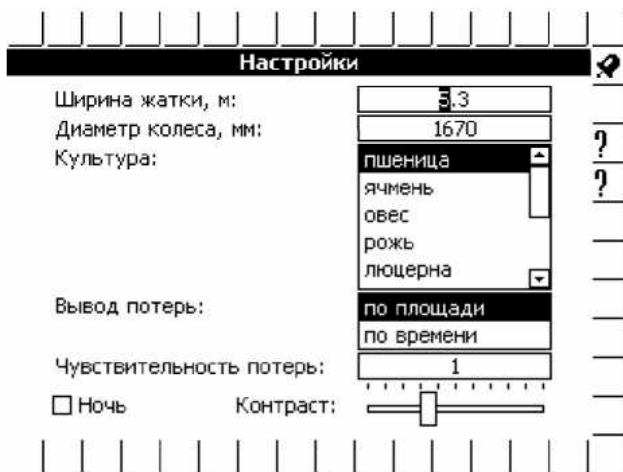 Настройки
Ширина жатки, м: 5.3
Диаметр колеса, мм: 1670
Культура: пшеница
ячмень
овес
рожь
люцерна
Вывод потерь: по площади
по времени
Чувствительность потерь: 1
Ночь Контраст:
?
?